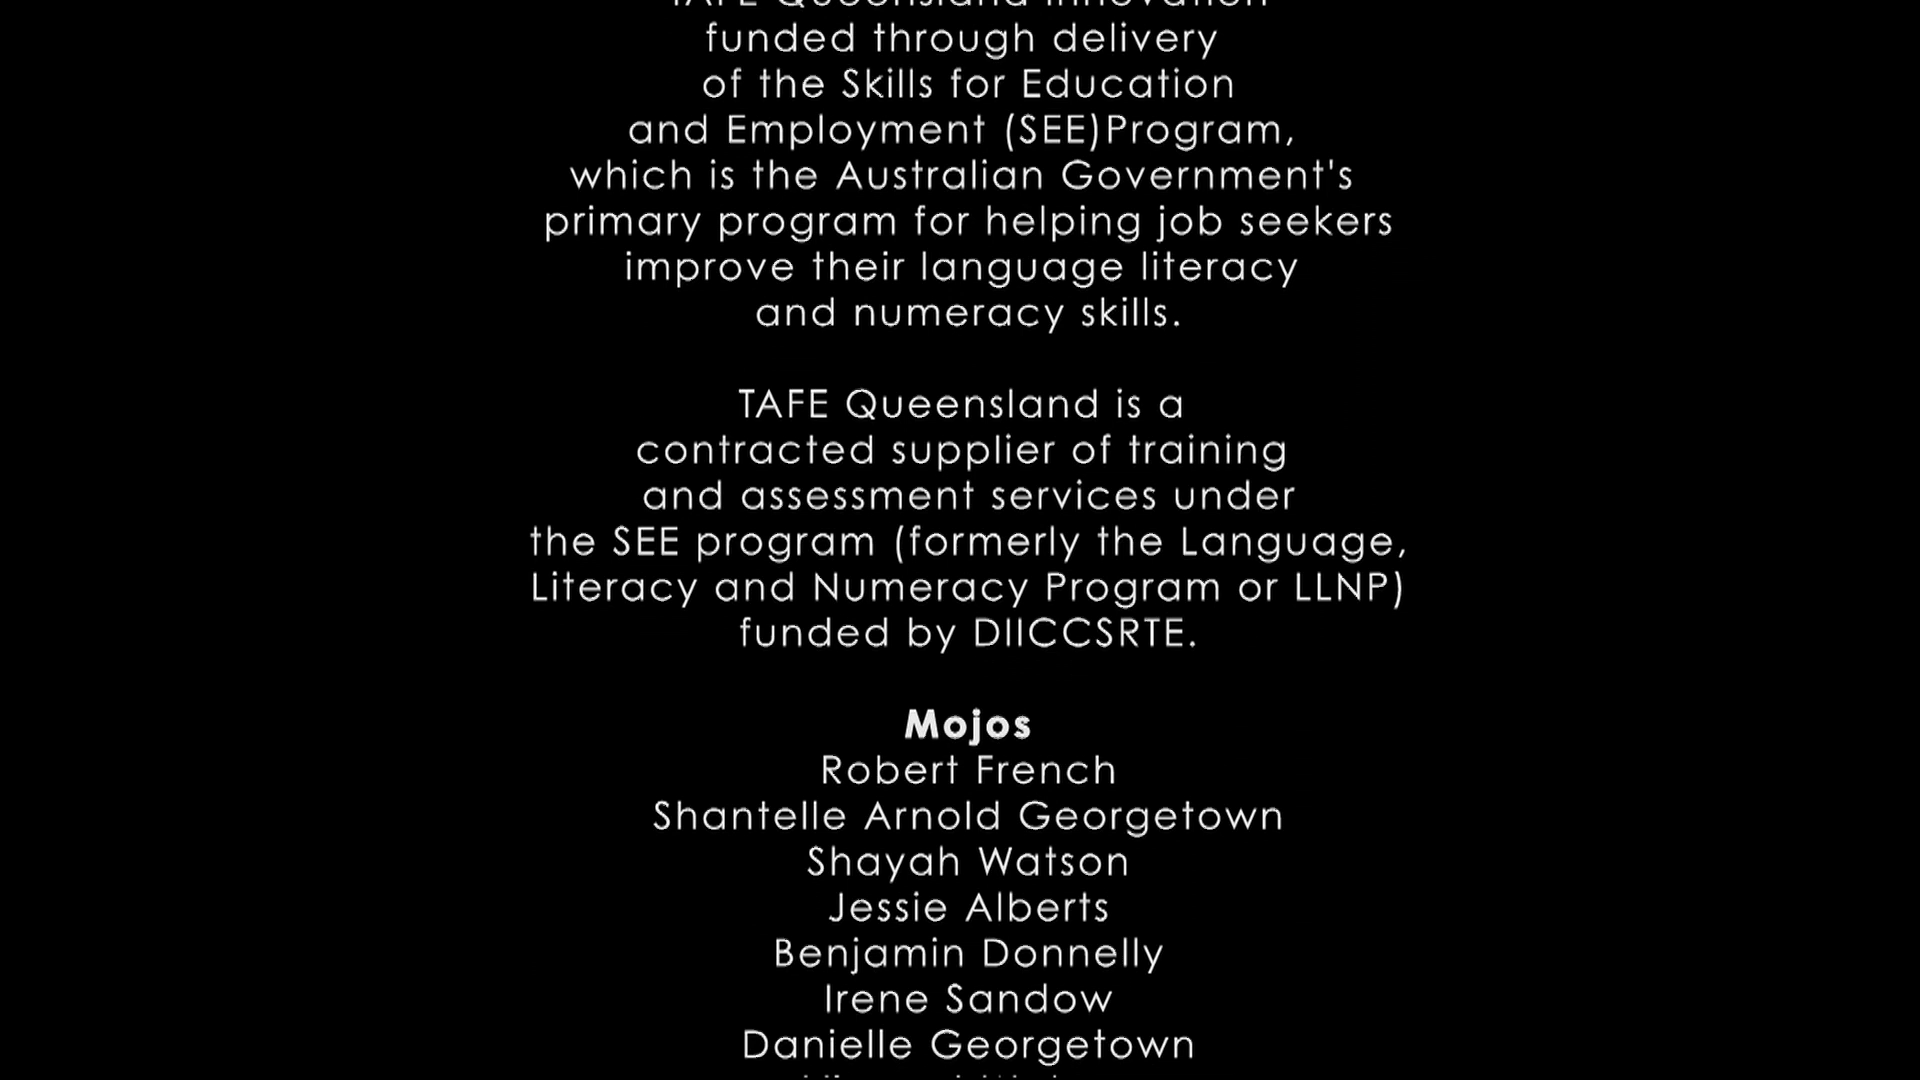 TAFE Queensland Innovation
funded through delivery
of the Skills for Education
and Employment (SEE)Program,
which is the Australian Government's
primary program for helping job seekers
improve their language literacy
and numeracy skills.
TAFE Queensland is a
contracted supplier of training
and assessment services under
the SEE program (formerly the Language,
Literacy and Numeracy Program or LLNP)
funded by DIICCSRTE.
Mojos
Robert French
Shantelle Arnold Georgetown
Shayah Watson
Jessie Alberts
Benjamin Donnelly
Irene Sandow
Danielle Georgetown